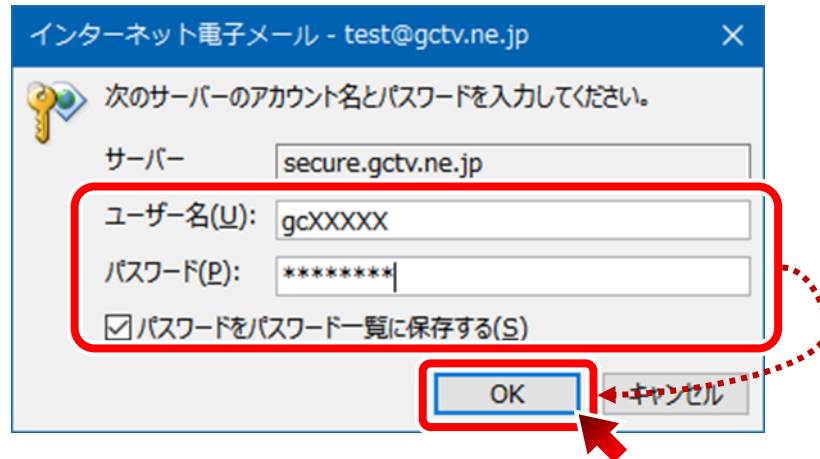 インターネット電子メール - test@gctv.ne.jp
次のサーバーのアカウント名とパスワードを入力してください。
サーバー secure.gctv.ne.jp
ユーザー名(U): gcXXXXX
パスワード(P): ********
パスワードをパスワード一覧に保存する(S)
OK キャンセル